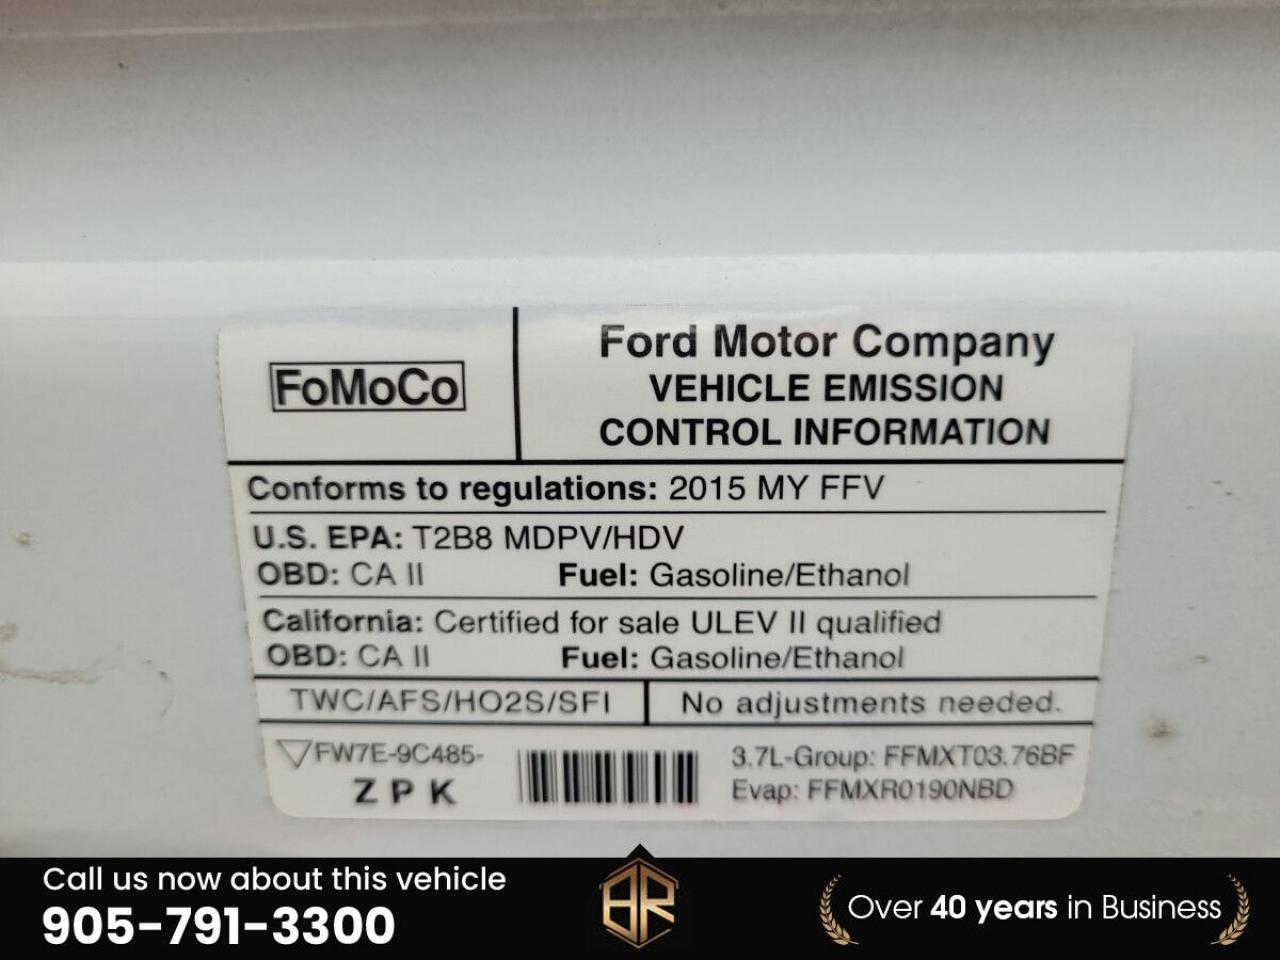 FoMoCo
Ford Motor Company
VEHICLE EMISSION
CONTROL INFORMATION
Conforms to regulations: 2015 MY FFV
U.S. EPA: T2B8 MDPV/HDV
OBD: CA II Fuel: Gasoline/Ethanol
California: Certified for sale ULEV II qualified
OBD: CA II Fuel: Gasoline/Ethanol
TWC/AFS/HO2S/SFI No adjustments needed.
FW7E-9C485-
Z P K
3.7L-Group: FFMXT03.76BF
Evap: FFMXR0190NBD
Call us now about this vehicle
905-791-3300
BR
Over 40 years in Business